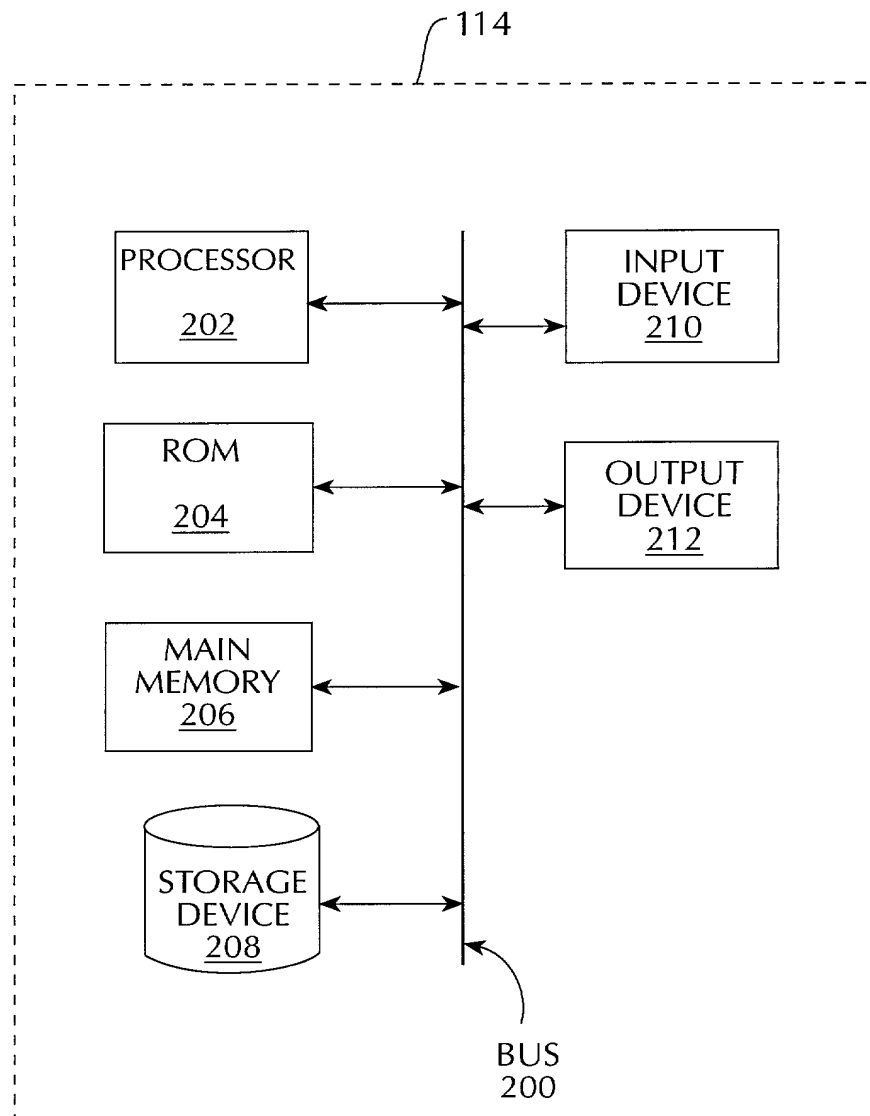 114
PROCESSOR
202
INPUT
DEVICE
210
ROM
204
OUTPUT
DEVICE
212
MAIN
MEMORY
206
STORAGE
DEVICE
208
BUS
200